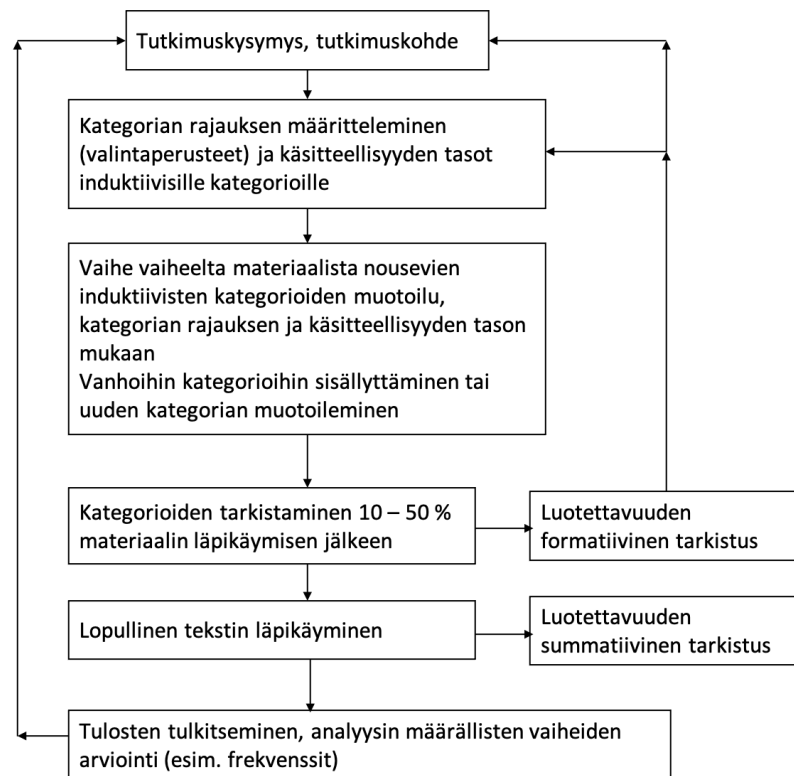 Tutkimuskysymys, tutkimuskohde
Kategorian rajauksen määritteleminen
(valintaperusteet) ja käsitteellisyyden tasot
induktiivisille kategorioille
Vaihe vaiheelta materiaalista nousevien
induktiivisten kategorioiden muotoilu,
kategorian rajauksen ja käsitteellisyyden tason
mukaan
Vanhoihin kategorioihin sisällyttäminen tai
uuden kategorian muotoileminen
Kategorioiden tarkistaminen 10 – 50 %
materiaalin läpikäymisen jälkeen
Luotettavuuden
formatiivinen tarkistus
Lopullinen tekstin läpikäyminen
Luotettavuuden
summatiivinen tarkistus
Tulosten tulkitseminen, analyysin määrällisten vaiheiden
arviointi (esim. frekvenssit)